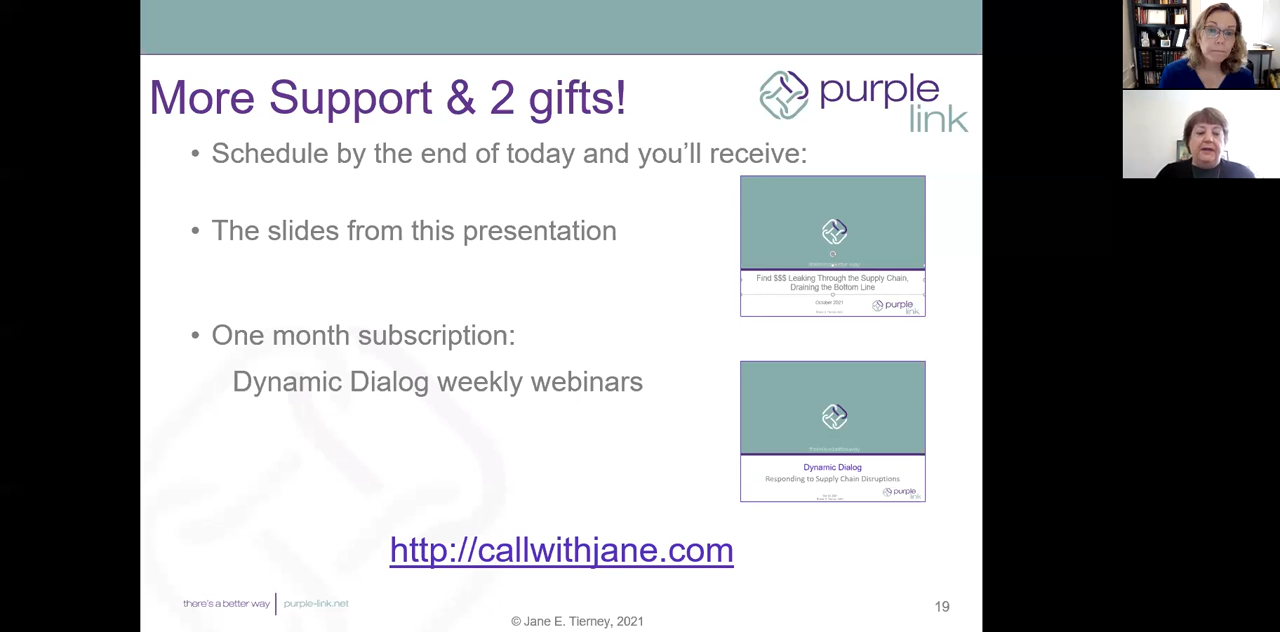 More Support & 2 gifts!
purple
link
• Schedule by the end of today and you'll receive:
• The slides from this presentation
Find $$$ Leaking Through the Supply Chain,
Draining the Bottom Line
October 2021
purple
link
• One month subscription:
Dynamic Dialog weekly webinars
Dynamic Dialog
Responding to Supply Chain Disruptions
purple
link
http://callwithjane.com
there's a better way | purple-link.net
19
© Jane E. Tierney, 2021